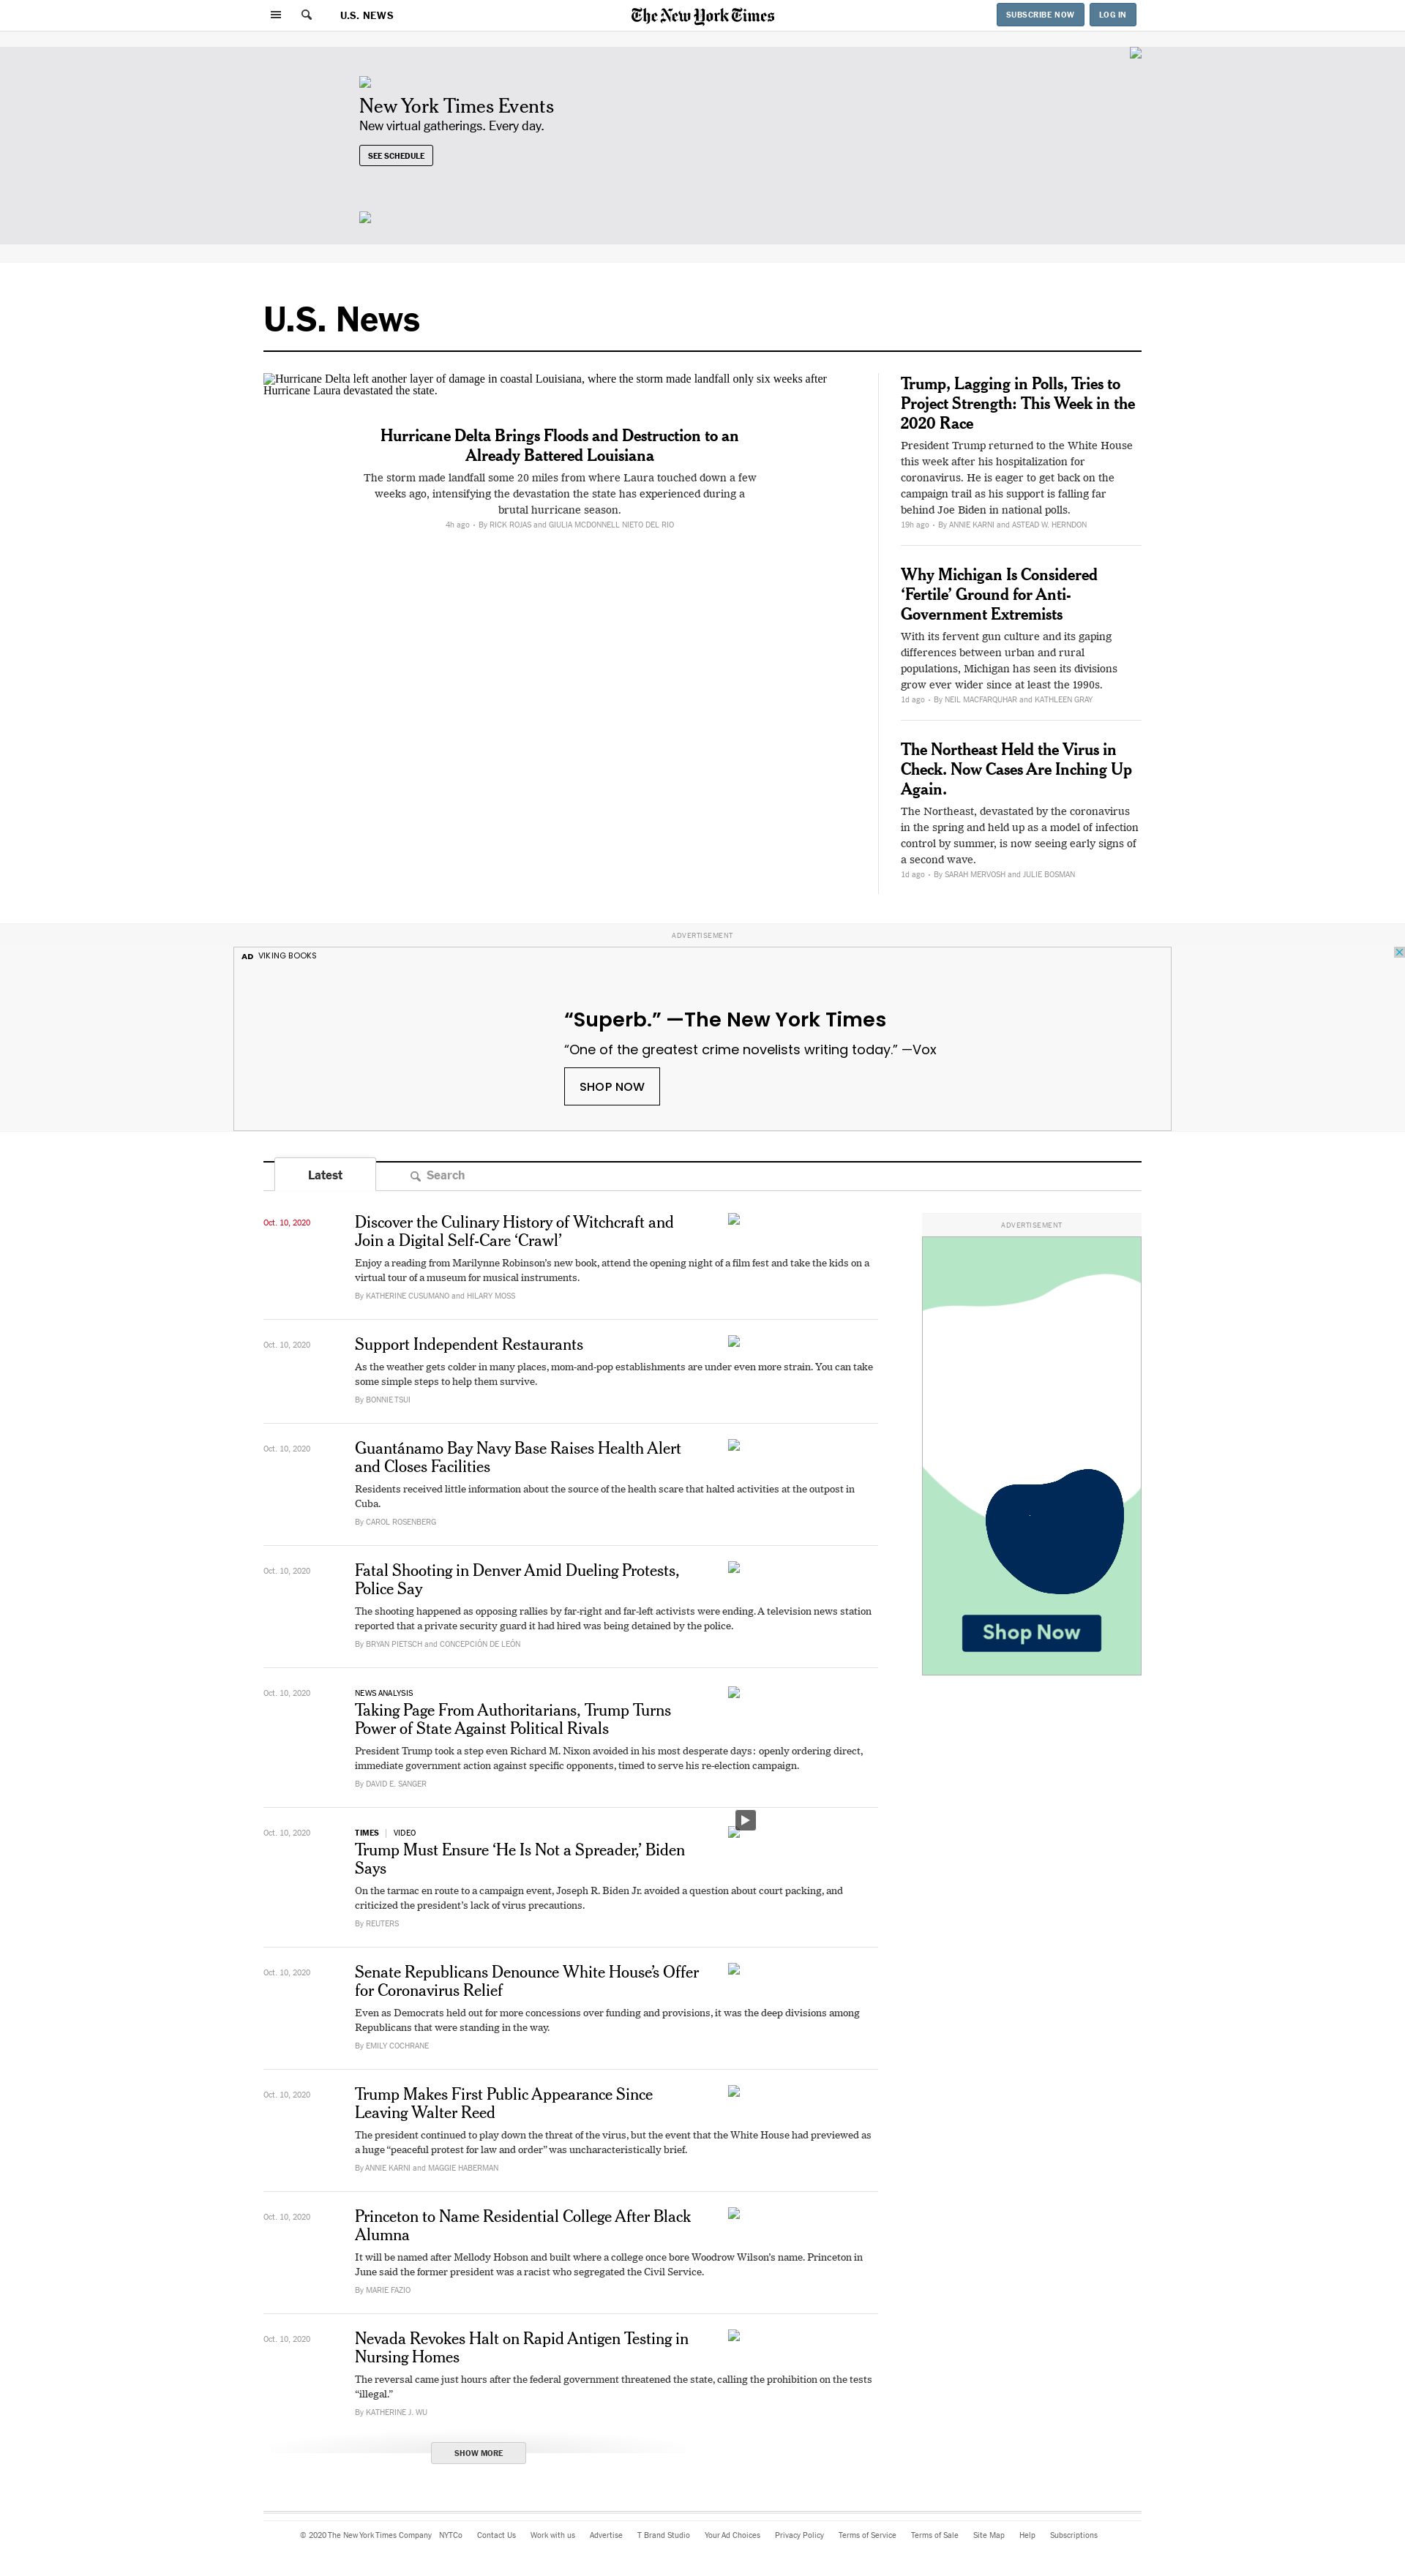 U.S. NEWS
The New York Times
SUBSCRIBE NOW
LOG IN
New York Times Events
New virtual gatherings. Every day.
SEE SCHEDULE
U.S. News
Hurricane Delta left another layer of damage in coastal Louisiana, where the storm made landfall only six weeks after
Hurricane Laura devastated the state.
Hurricane Delta Brings Floods and Destruction to an
Already Battered Louisiana
The storm made landfall some 20 miles from where Laura touched down a few
weeks ago, intensifying the devastation the state has experienced during a
brutal hurricane season.
4h ago • By RICK ROJAS and GIULIA MCDONNELL NIETO DEL RIO
Trump, Lagging in Polls, Tries to
Project Strength: This Week in the
2020 Race
President Trump returned to the White House
this week after his hospitalization for
coronavirus. He is eager to get back on the
campaign trail as his support is falling far
behind Joe Biden in national polls.
19h ago • By ANNIE KARNI and ASTEAD W. HERNDON
Why Michigan Is Considered
‘Fertile’ Ground for Anti-
Government Extremists
With its fervent gun culture and its gaping
differences between urban and rural
populations, Michigan has seen its divisions
grow ever wider since at least the 1990s.
1d ago • By NEIL MACFARQUHAR and KATHLEEN GRAY
The Northeast Held the Virus in
Check. Now Cases Are Inching Up
Again.
The Northeast, devastated by the coronavirus
in the spring and held up as a model of infection
control by summer, is now seeing early signs of
a second wave.
1d ago • By SARAH MERVOSH and JULIE BOSMAN
ADVERTISEMENT
AD VIKING BOOKS
“Superb.” —The New York Times
“One of the greatest crime novelists writing today.” —Vox
SHOP NOW
Latest
Search
Oct. 10, 2020
Discover the Culinary History of Witchcraft and
Join a Digital Self-Care ‘Crawl’
Enjoy a reading from Marilynne Robinson’s new book, attend the opening night of a film fest and take the kids on a
virtual tour of a museum for musical instruments.
By KATHERINE CUSUMANO and HILARY MOSS
ADVERTISEMENT
Shop Now
Oct. 10, 2020
Support Independent Restaurants
As the weather gets colder in many places, mom-and-pop establishments are under even more strain. You can take
some simple steps to help them survive.
By BONNIE TSUI
Oct. 10, 2020
Guantánamo Bay Navy Base Raises Health Alert
and Closes Facilities
Residents received little information about the source of the health scare that halted activities at the outpost in
Cuba.
By CAROL ROSENBERG
Oct. 10, 2020
Fatal Shooting in Denver Amid Dueling Protests,
Police Say
The shooting happened as opposing rallies by far-right and far-left activists were ending. A television news station
reported that a private security guard it had hired was being detained by the police.
By BRYAN PIETSCH and CONCEPCIÓN DE LEÓN
Oct. 10, 2020
NEWS ANALYSIS
Taking Page From Authoritarians, Trump Turns
Power of State Against Political Rivals
President Trump took a step even Richard M. Nixon avoided in his most desperate days: openly ordering direct,
immediate government action against specific opponents, timed to serve his re-election campaign.
By DAVID E. SANGER
Oct. 10, 2020
TIMES | VIDEO
Trump Must Ensure ‘He Is Not a Spreader,’ Biden
Says
On the tarmac en route to a campaign event, Joseph R. Biden Jr. avoided a question about court packing, and
criticized the president’s lack of virus precautions.
By REUTERS
Oct. 10, 2020
Senate Republicans Denounce White House’s Offer
for Coronavirus Relief
Even as Democrats held out for more concessions over funding and provisions, it was the deep divisions among
Republicans that were standing in the way.
By EMILY COCHRANE
Oct. 10, 2020
Trump Makes First Public Appearance Since
Leaving Walter Reed
The president continued to play down the threat of the virus, but the event that the White House had previewed as
a huge “peaceful protest for law and order” was uncharacteristically brief.
By ANNIE KARNI and MAGGIE HABERMAN
Oct. 10, 2020
Princeton to Name Residential College After Black
Alumna
It will be named after Mellody Hobson and built where a college once bore Woodrow Wilson’s name. Princeton in
June said the former president was a racist who segregated the Civil Service.
By MARIE FAZIO
Oct. 10, 2020
Nevada Revokes Halt on Rapid Antigen Testing in
Nursing Homes
The reversal came just hours after the federal government threatened the state, calling the prohibition on the tests
“illegal.”
By KATHERINE J. WU
SHOW MORE
© 2020 The New York Times Company NYTCo Contact Us Work with us Advertise T Brand Studio Your Ad Choices Privacy Policy Terms of Service Terms of Sale Site Map Help Subscriptions